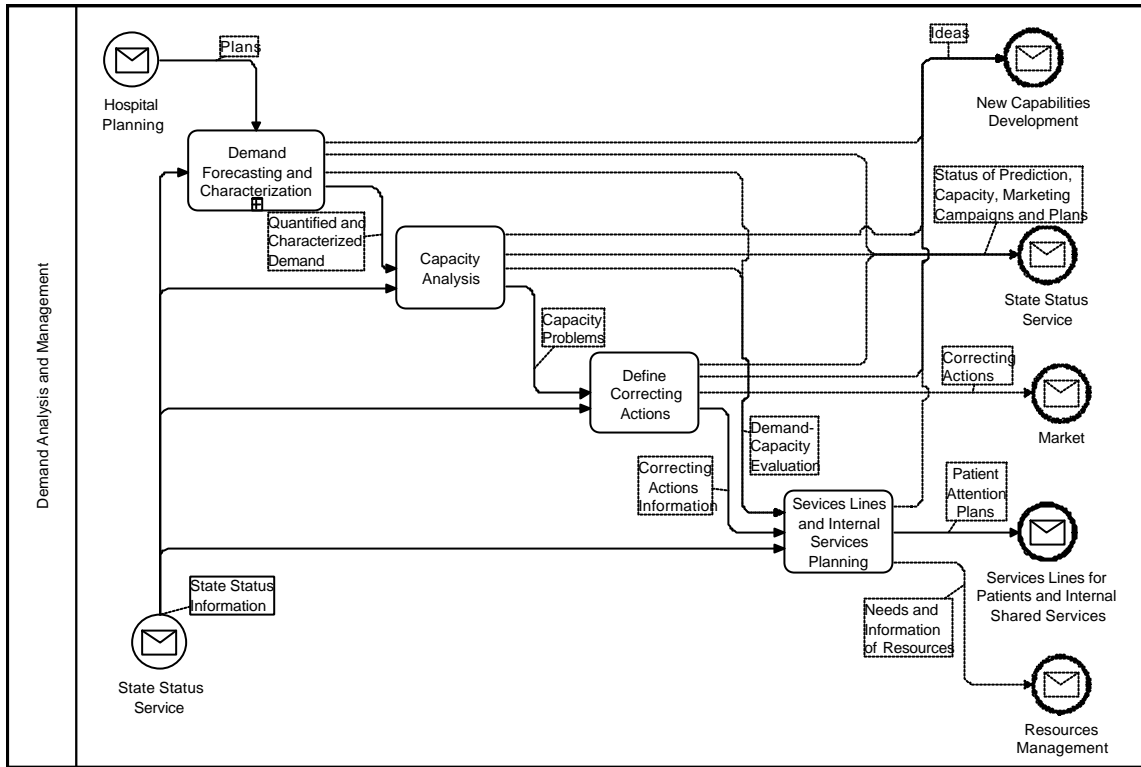 Demand Analysis and Management
Plans
Ideas
Hospital
Planning
New Capabilities
Development
Demand
Forecasting and
Characterization
Status of Prediction,
Capacity, Marketing
Campaigns and Plans
Quantified and
Characterized
Demand
Capacity
Analysis
State Status
Service
Capacity
Problems
Correcting
Actions
Define
Correcting
Actions
Market
Demand-
Capacity
Evaluation
Correcting
Actions
Information
Patient
Attention
Plans
Sevices Lines
and Internal
Services
Planning
Services Lines for
Patients and Internal
Shared Services
State Status
Information
Needs and
Information
of Resources
State Status
Service
Resources
Management